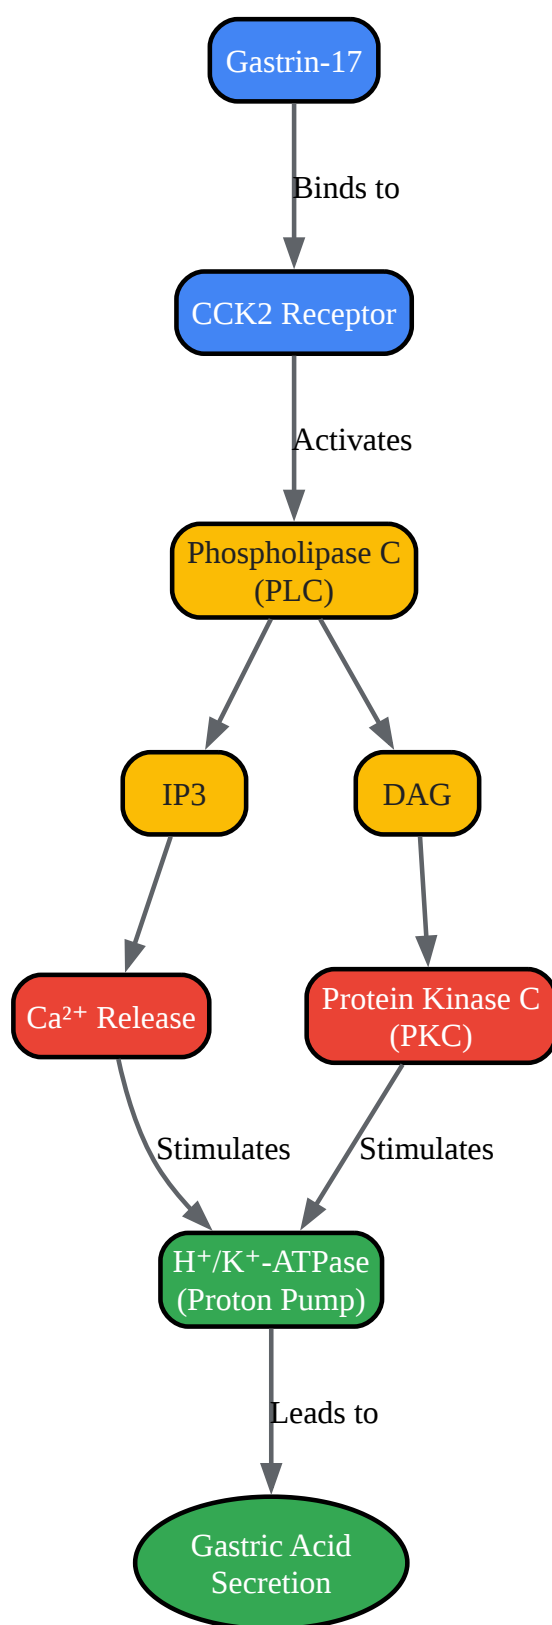 Gastrin-17
Binds to
CCK2 Receptor
Activates
Phospholipase C
(PLC)
IP3
DAG
Ca²⁺ Release
Protein Kinase C
(PKC)
Stimulates
Stimulates
H⁺/K⁺-ATPase
(Proton Pump)
Leads to
Gastric Acid
Secretion